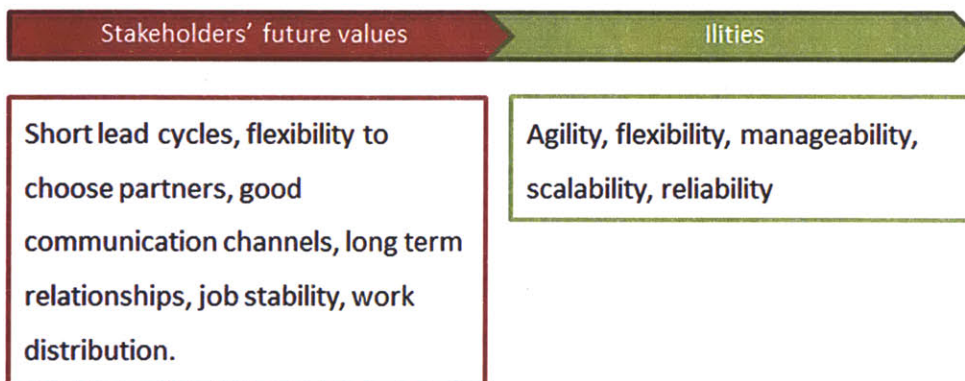 Stakeholders' future values
Ilities
Short lead cycles, flexibility to
choose partners, good
communication channels, long term
relationships, job stability, work
distribution.
Agility, flexibility, manageability,
scalability, reliability